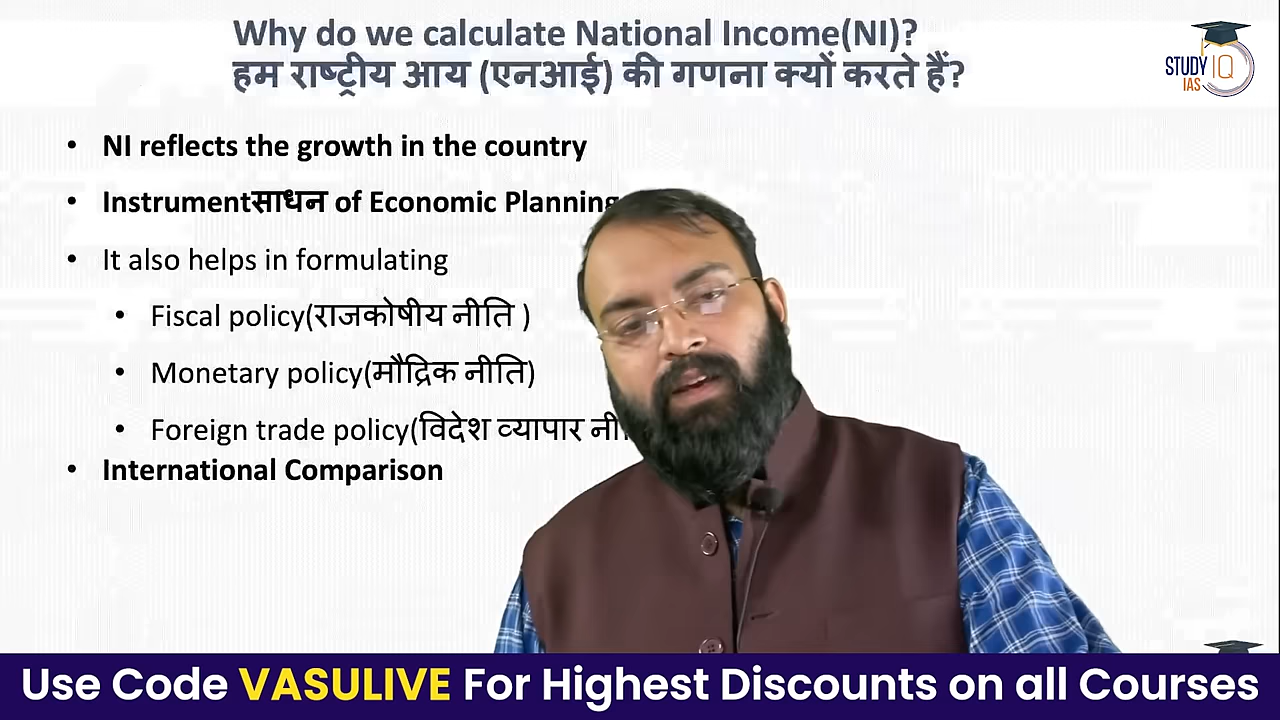 Why do we calculate National Income(NI)?
हम राष्ट्रीय आय (एनआई) की गणना क्यों करते हैं?
STUDY IQ
IAS
• NI reflects the growth in the country
• Instrumentसाधन of Economic Planning
• It also helps in formulating
• Fiscal policy(राजकोषीय नीति )
• Monetary policy(मौद्रिक नीति)
• Foreign trade policy(विदेश व्यापार
• International Comparison
Use Code VASULIVE For Highest Discounts on all Courses